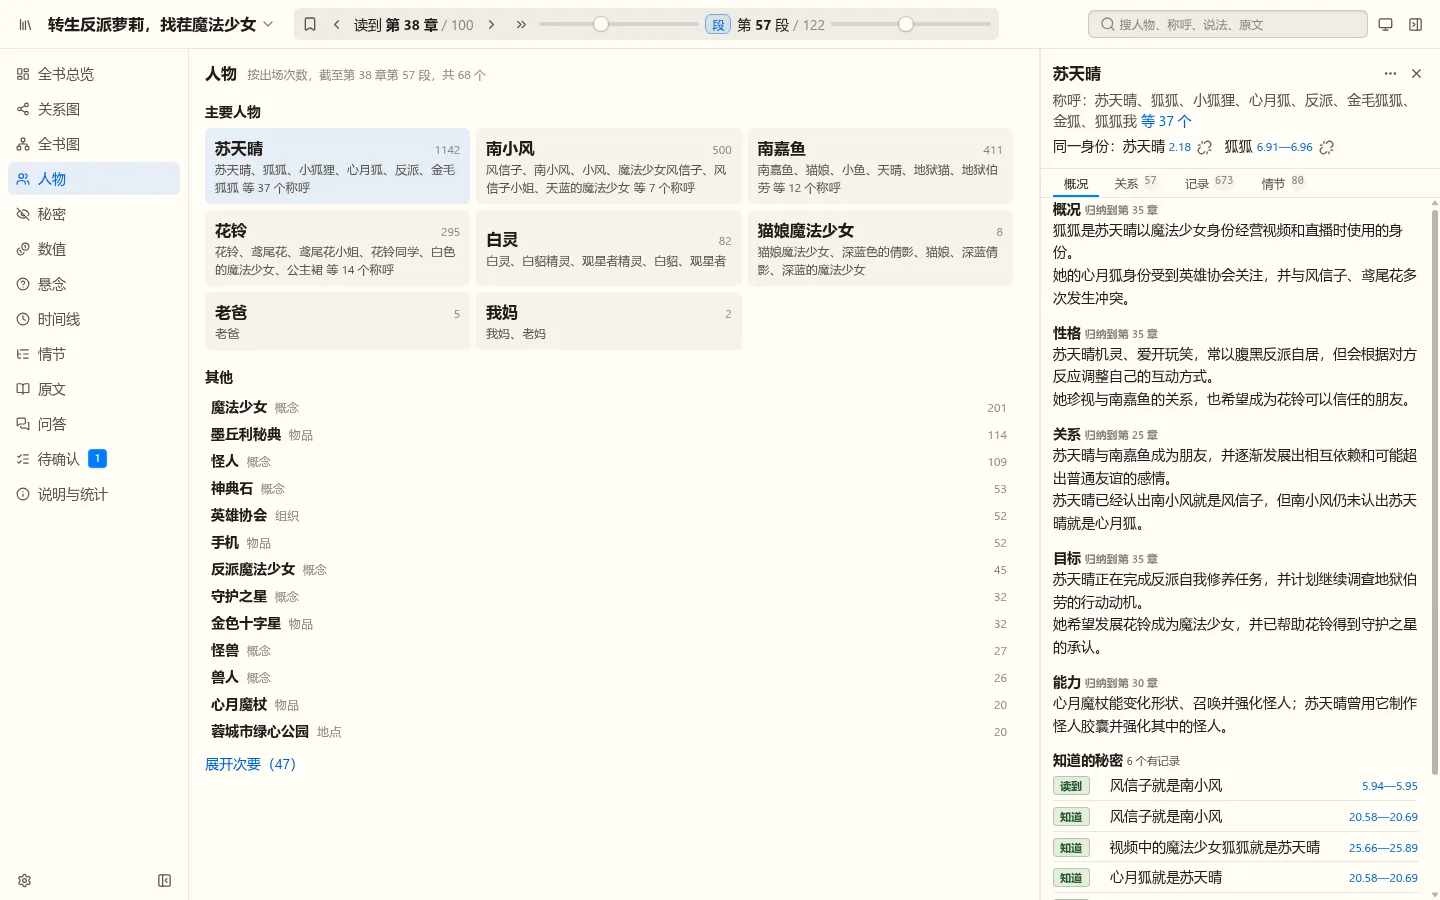 转生反派萝莉，找茬魔法少女
读到 第 38 章 / 100
段 第 57 段 / 122
搜人物、称呼、说法、原文
全书总览
关系图
全书图
人物
秘密
数值
悬念
时间线
情节
原文
问答
待确认 1
说明与统计
人物 按出场次数，截至第 38 章第 57 段，共 68 个
主要人物
苏天晴 1142
苏天晴、狐狐、小狐狸、心月狐、反派、金毛
狐狐 等 37 个称呼
南小风 500
风信子、南小风、小风、魔法少女风信子、风
信子小姐、天蓝的魔法少女 等 7 个称呼
南嘉鱼 411
南嘉鱼、猫娘、小鱼、天晴、地狱猫、地狱伯
劳 等 12 个称呼
花铃 295
花铃、鸢尾花、鸢尾花小姐、花铃同学、白色
的魔法少女、公主裙 等 14 个称呼
白灵 82
白灵、白貂精灵、观星者精灵、白貂、观星者
猫娘魔法少女 8
猫娘魔法少女、深蓝色的倩影、猫娘、深蓝倩
影、深蓝的魔法少女
老爸 5
老爸
我妈 2
我妈、老妈
其他
魔法少女 概念 201
墨丘利秘典 物品 114
怪人 概念 109
神典石 概念 53
英雄协会 组织 52
手机 物品 52
反派魔法少女 概念 45
守护之星 概念 32
金色十字星 物品 32
怪兽 概念 27
兽人 概念 26
心月魔杖 物品 20
蓉城市绿心公园 地点 20
展开次要（47）
苏天晴
称呼：苏天晴、狐狐、小狐狸、心月狐、反派、金毛狐狐、
金狐、狐狐我 等 37 个
同一身份：苏天晴 2.18 狐狐 6.91—6.96
概况 关系 57 记录 673 情节 80
概况 归纳到第 35 章
狐狐是苏天晴以魔法少女身份经营视频和直播时使用的身
份。
她的心月狐身份受到英雄协会关注，并与风信子、鸢尾花多
次发生冲突。
性格 归纳到第 35 章
苏天晴机灵、爱开玩笑，常以腹黑反派自居，但会根据对方
反应调整自己的互动方式。
她珍视与南嘉鱼的关系，也希望成为花铃可以信任的朋友。
关系 归纳到第 25 章
苏天晴与南嘉鱼成为朋友，并逐渐发展出相互依赖和可能超
出普通友谊的感情。
苏天晴已经认出南小风就是风信子，但南小风仍未认出苏天
晴就是心月狐。
目标 归纳到第 35 章
苏天晴正在完成反派自我修养任务，并计划继续调查地狱伯
劳的行动动机。
她希望发展花铃成为魔法少女，并已帮助花铃得到守护之星
的承认。
能力 归纳到第 30 章
心月魔杖能变化形状、召唤并强化怪人；苏天晴曾用它制作
怪人胶囊并强化其中的怪人。
知道的秘密 6 个有记录
读到 风信子就是南小风 5.94—5.95
知道 风信子就是南小风 20.58—20.69
知道 视频中的魔法少女狐狐就是苏天晴 25.66—25.89
知道 心月狐就是苏天晴 20.58—20.69